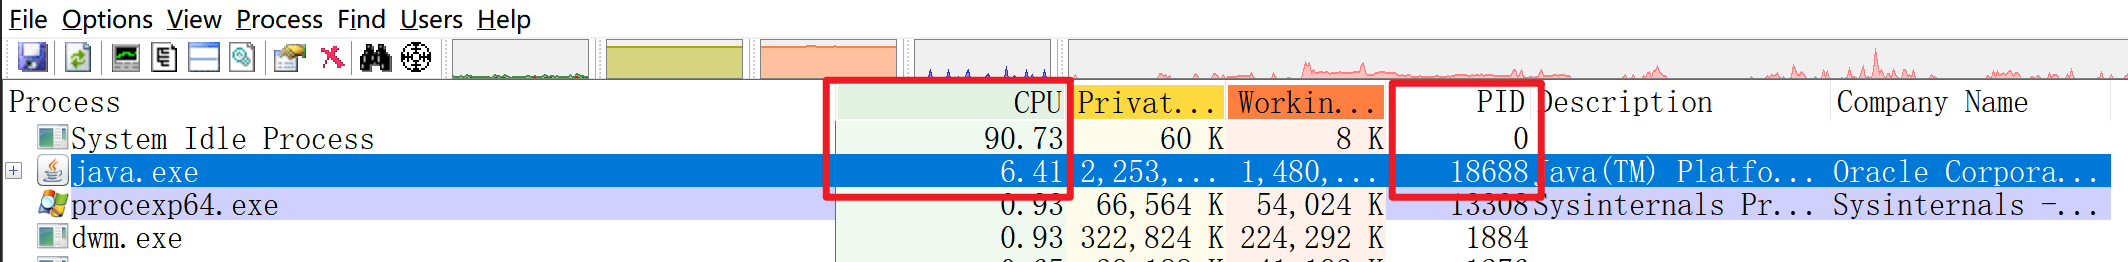 File Options View Process Find Users Help
Process CPU Privat... Workin... PID Description Company Name
System Idle Process 90.73 60 K 8 K 0
java.exe 6.41 2,253,... 1,480,... 18688 Java(TM) Platfo... Oracle Corpora...
procexp64.exe 0.93 66,564 K 54,024 K 13308 Sysinternals Pr... Sysinternals -...
dwm.exe 0.93 322,824 K 224,292 K 1884